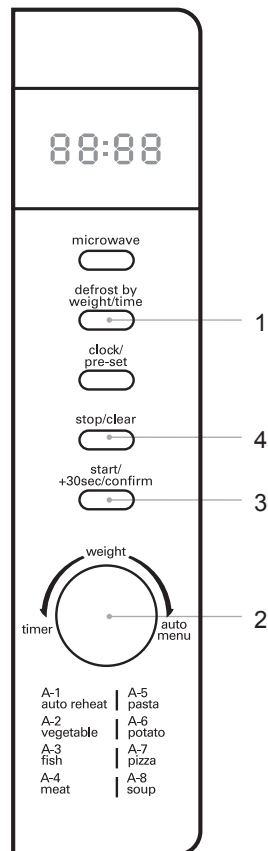 88:88
microwave
defrost by
weight/time
1
clock/
pre-set
stop/clear
4
start/
+30sec/confirm
3
weight
timer
auto
menu
2
A-1
auto reheat
A-2
vegetable
A-3
fish
A-4
meat
A-5
pasta
A-6
potato
A-7
pizza
A-8
soup